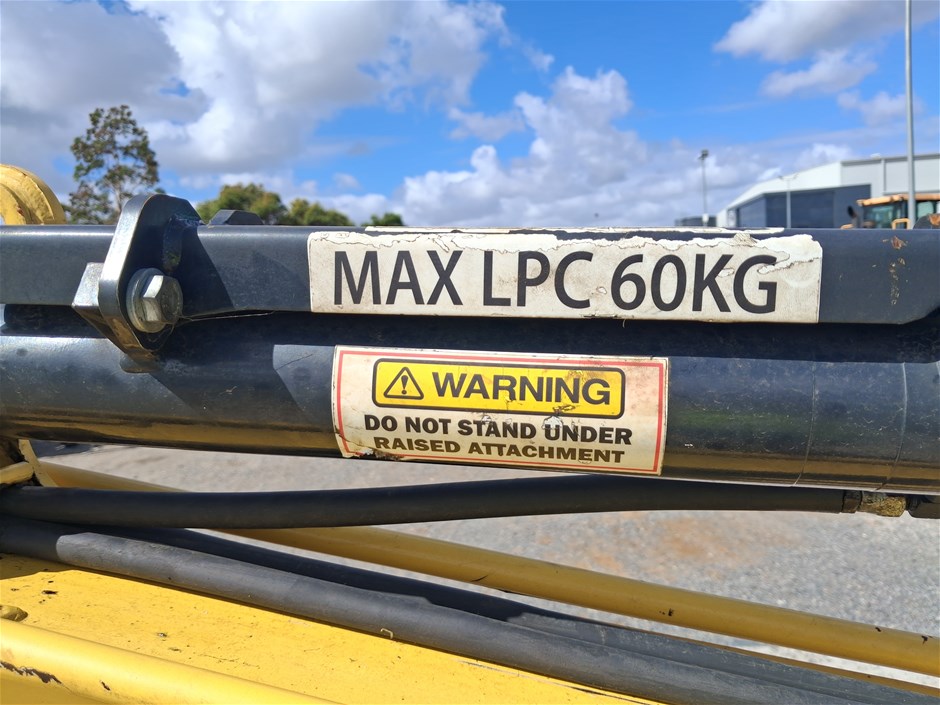 MAX LPC 60KG
WARNING
DO NOT STAND UNDER
RAISED ATTACHMENT